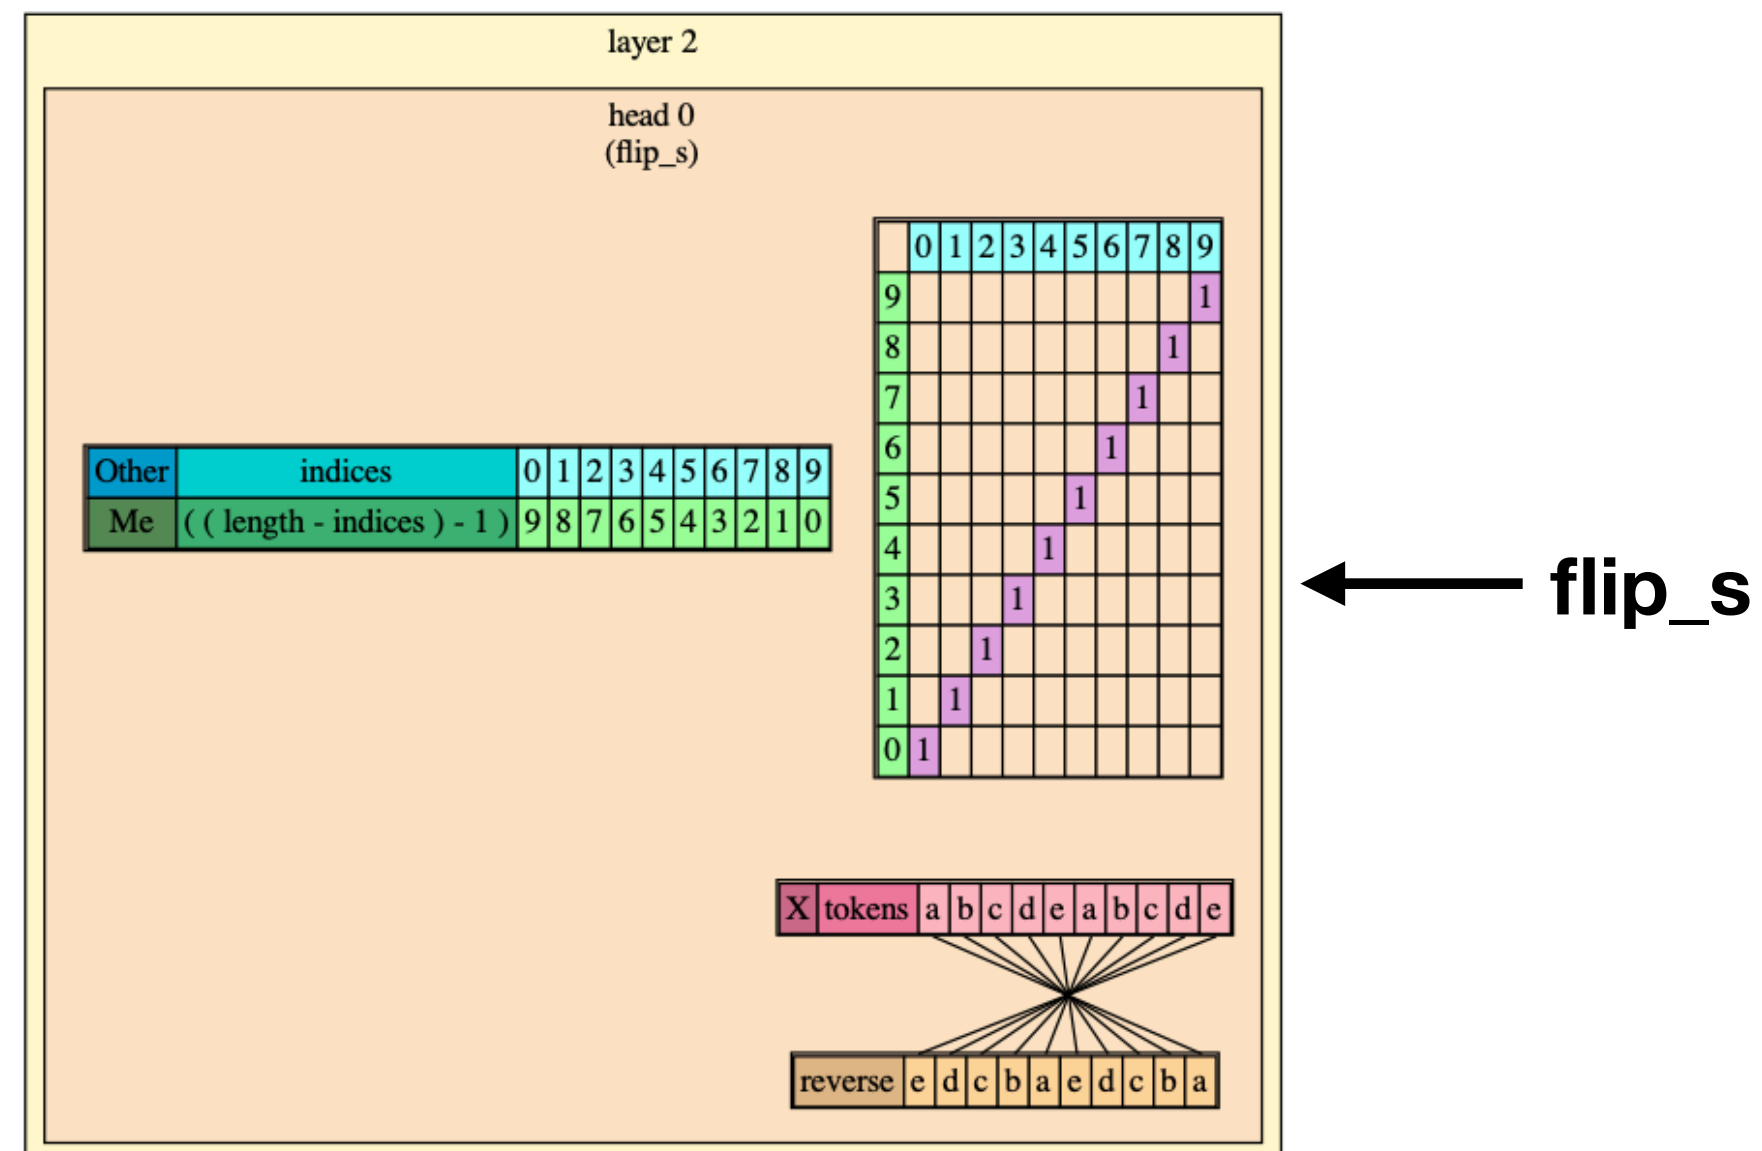 layer 2
head 0
(flip_s)
0 1 2 3 4 5 6 7 8 9
9 1
8 1
7 1
6 1
5 1
4 1
3 1
2 1
1 1
0 1
Other indices 0 1 2 3 4 5 6 7 8 9
Me ( ( length - indices ) - 1 ) 9 8 7 6 5 4 3 2 1 0
flip_s
X tokens a b c d e a b c d e
reverse e d c b a e d c b a